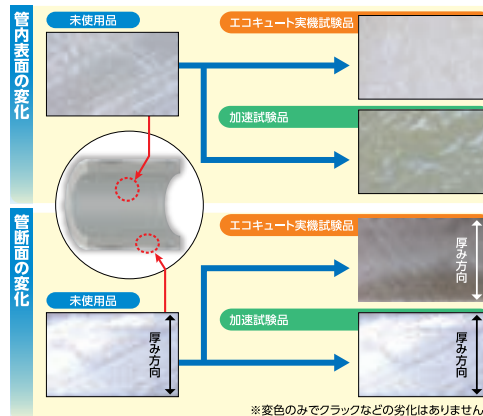 管内表面の変化
未使用品
エコキュート実機試験品
加速試験品
管断面の変化
エコキュート実機試験品
厚み方向
未使用品
厚み方向
加速試験品
厚み方向
※変色のみでクラックなどの劣化はありません